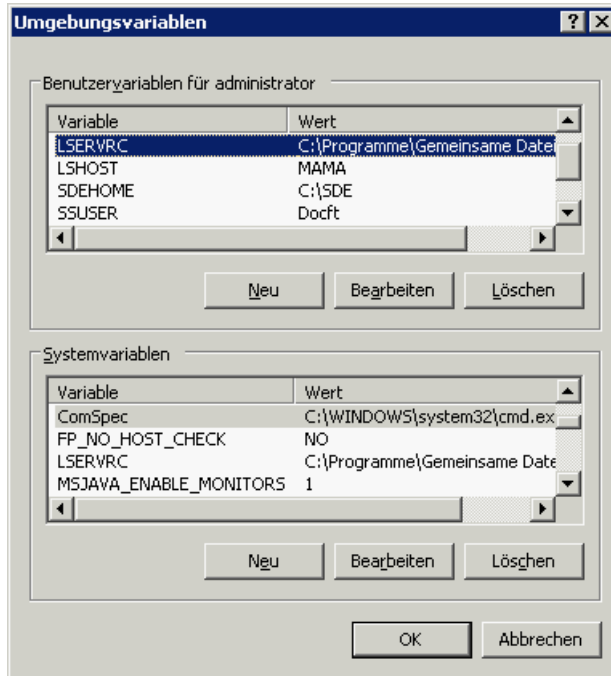 Umgebungsvariablen
Benutzervariablen für administrator
Variable Wert
LSERVRC C:\Programme\Gemeinsame Datei
LSHOST MAMA
SDEHOME C:\SDE
SSUSER Docft
Neu Bearbeiten Löschen
Systemvariablen
Variable Wert
ComSpec C:\WINDOWS\system32\cmd.ex
FP_NO_HOST_CHECK NO
LSERVRC C:\Programme\Gemeinsame Date
MSJAVA_ENABLE_MONITORS 1
Neu Bearbeiten Löschen
OK Abbrechen